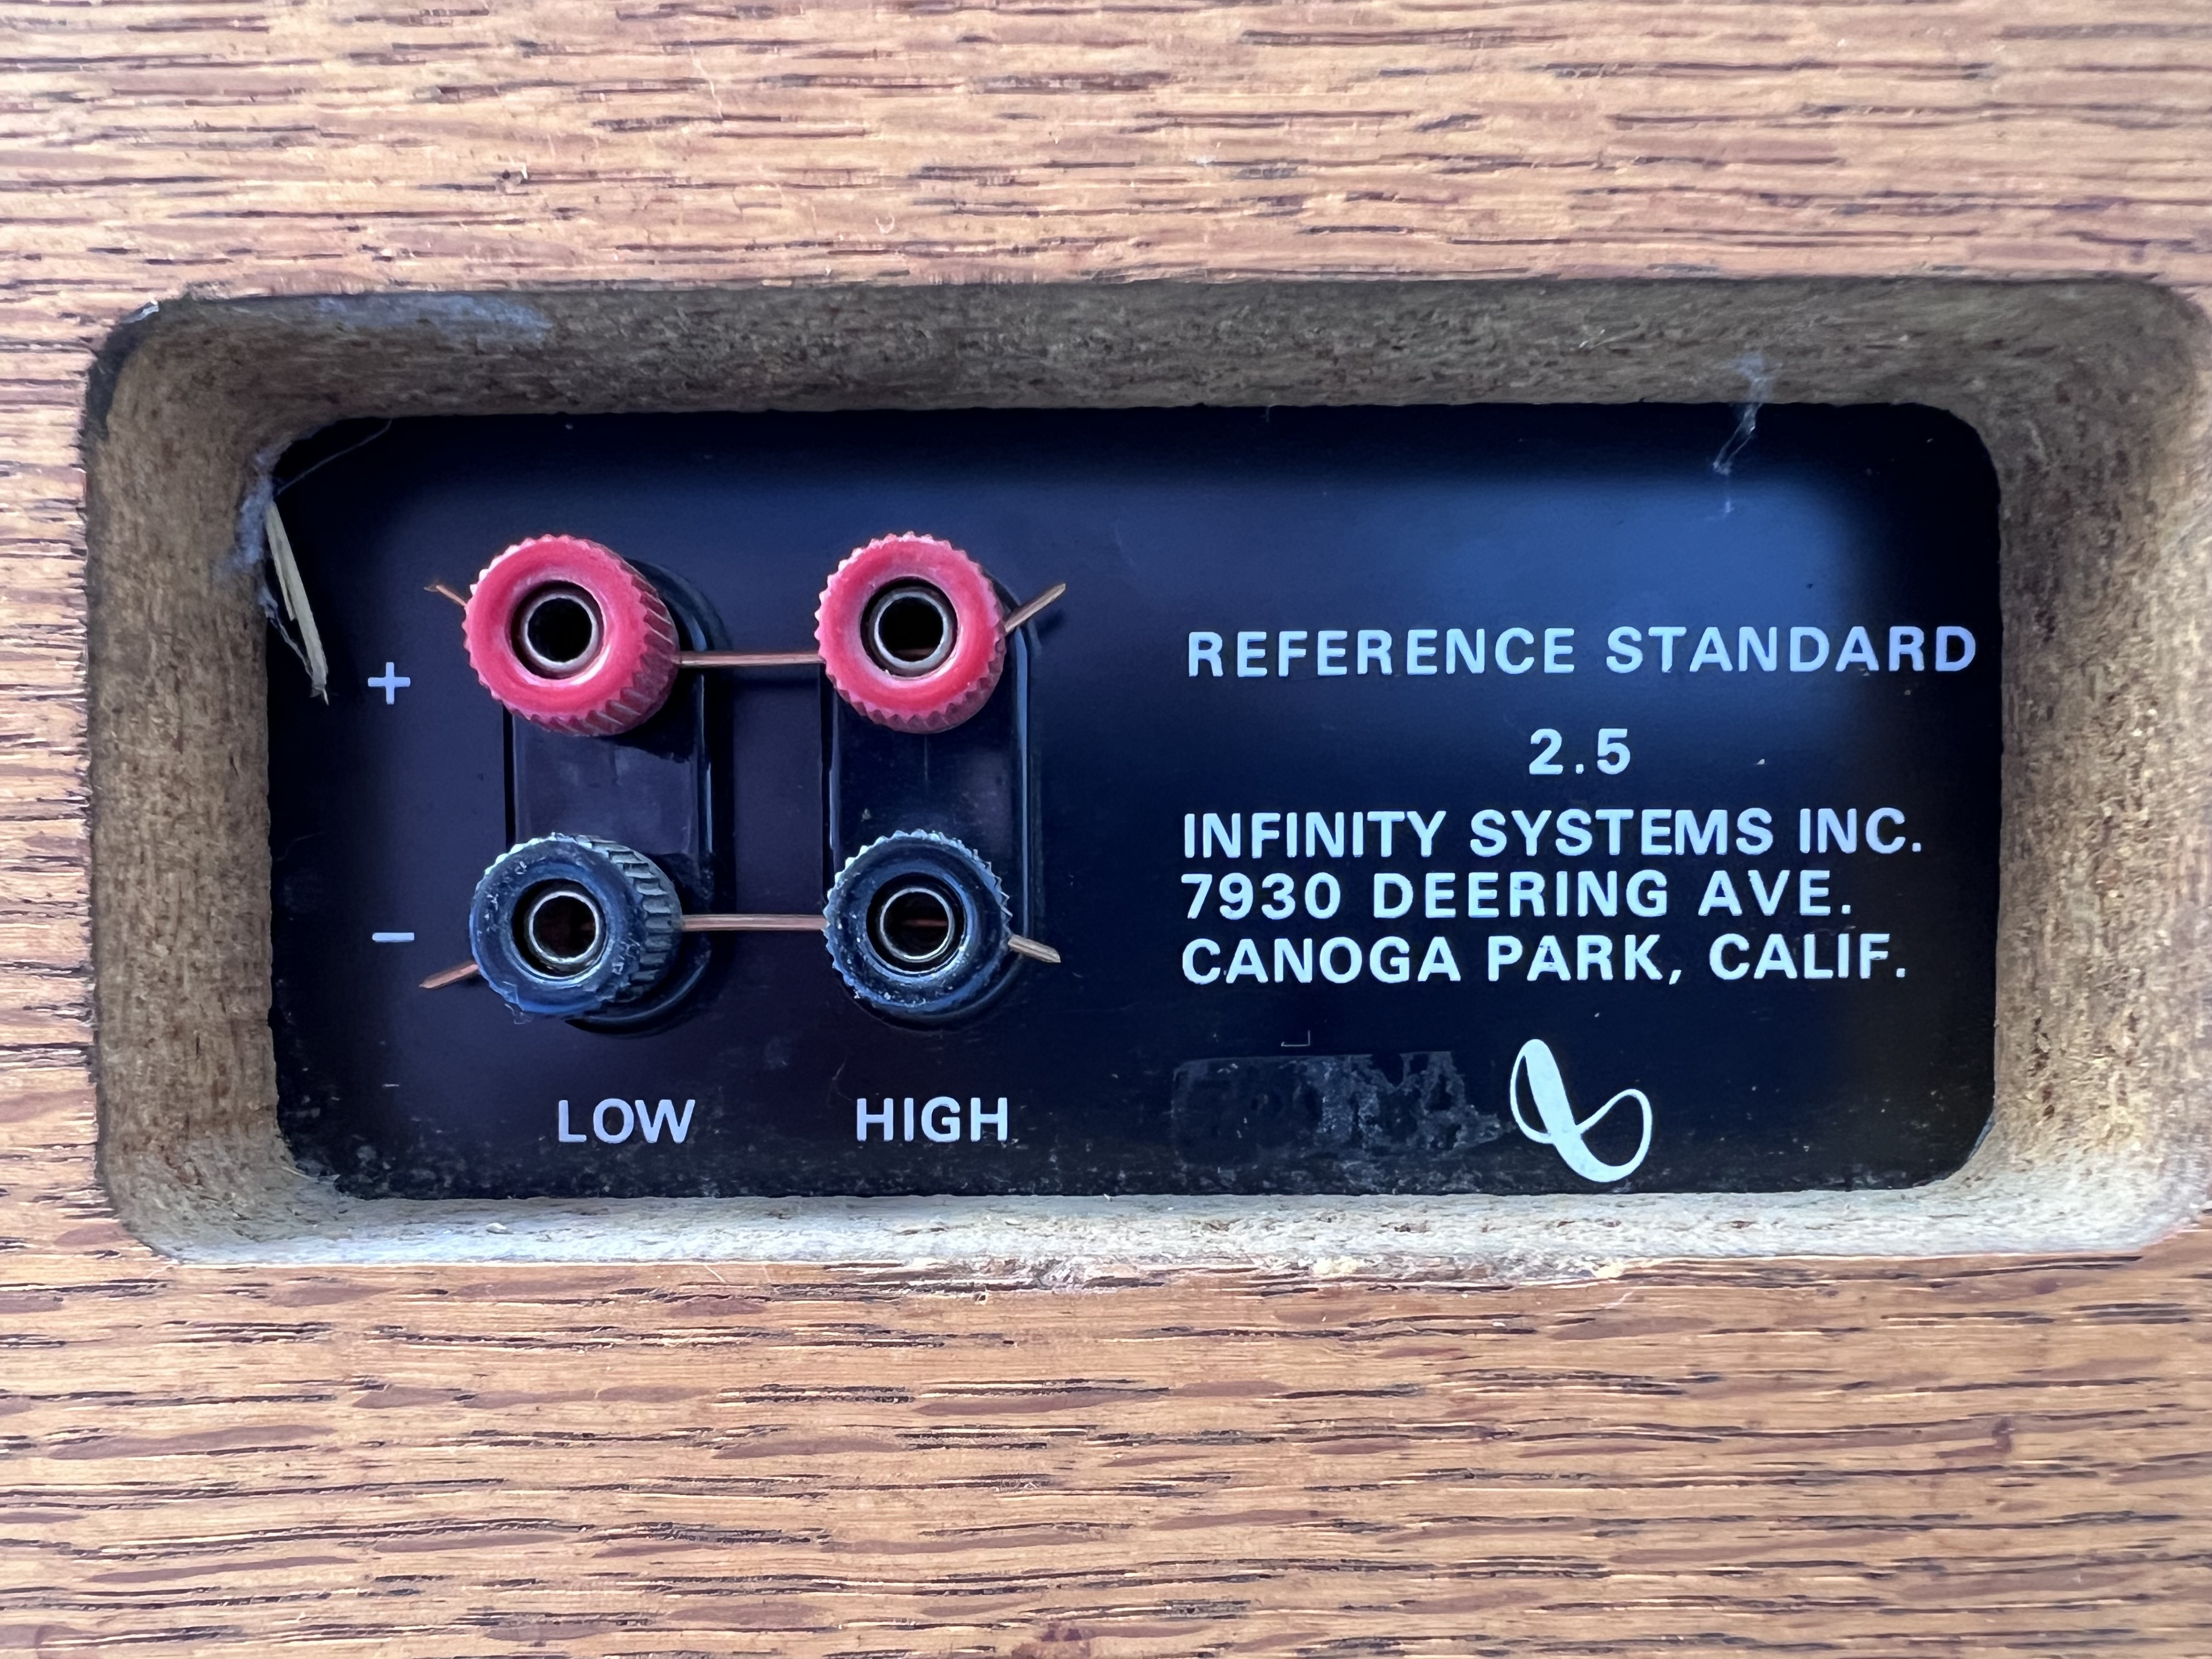 REFERENCE STANDARD
2.5
INFINITY SYSTEMS INC.
7930 DEERING AVE.
CANOGA PARK, CALIF.
+
−
LOW HIGH